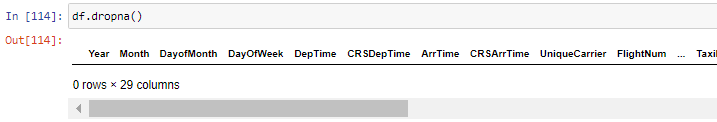 In [114]: df.dropna()
Out[114]:
Year Month DayofMonth DayOfWeek DepTime CRSDepTime ArrTime CRSArrTime UniqueCarrier FlightNum ... Taxi
0 rows × 29 columns